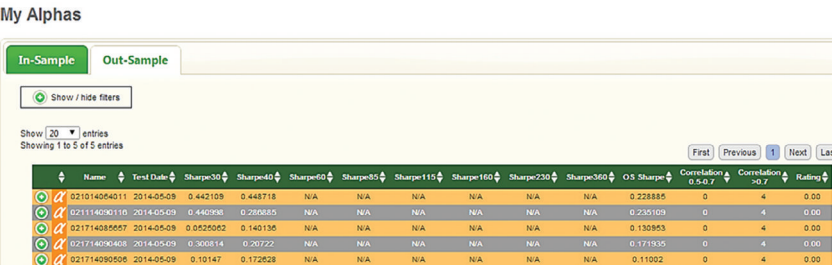 My Alphas
In-Sample Out-Sample
Show / hide filters
Show 20 entries
Showing 1 to 5 of 5 entries
First Previous 1 Next Las
Name Test Date Sharpe30 Sharpe40 Sharpe60 Sharpe85 Sharpe115 Sharpe160 Sharpe230 Sharpe360 OS Sharpe Correlation 0.5-0.7 Correlation >0.7 Rating
α 021014064011 2014-05-09 0.442109 0.448718 N/A N/A N/A N/A N/A N/A 0.228885 0 4 0.00
α 021114090116 2014-05-09 0.440998 0.286885 N/A N/A N/A N/A N/A N/A 0.235109 0 4 0.00
α 021714085667 2014-05-09 0.0525062 0.140136 N/A N/A N/A N/A N/A N/A 0.130953 0 4 0.00
α 021714090408 2014-05-09 0.300814 0.20722 N/A N/A N/A N/A N/A N/A 0.171935 0 4 0.00
α 021714090506 2014-05-09 0.10147 0.172628 N/A N/A N/A N/A N/A N/A 0.11002 0 4 0.00